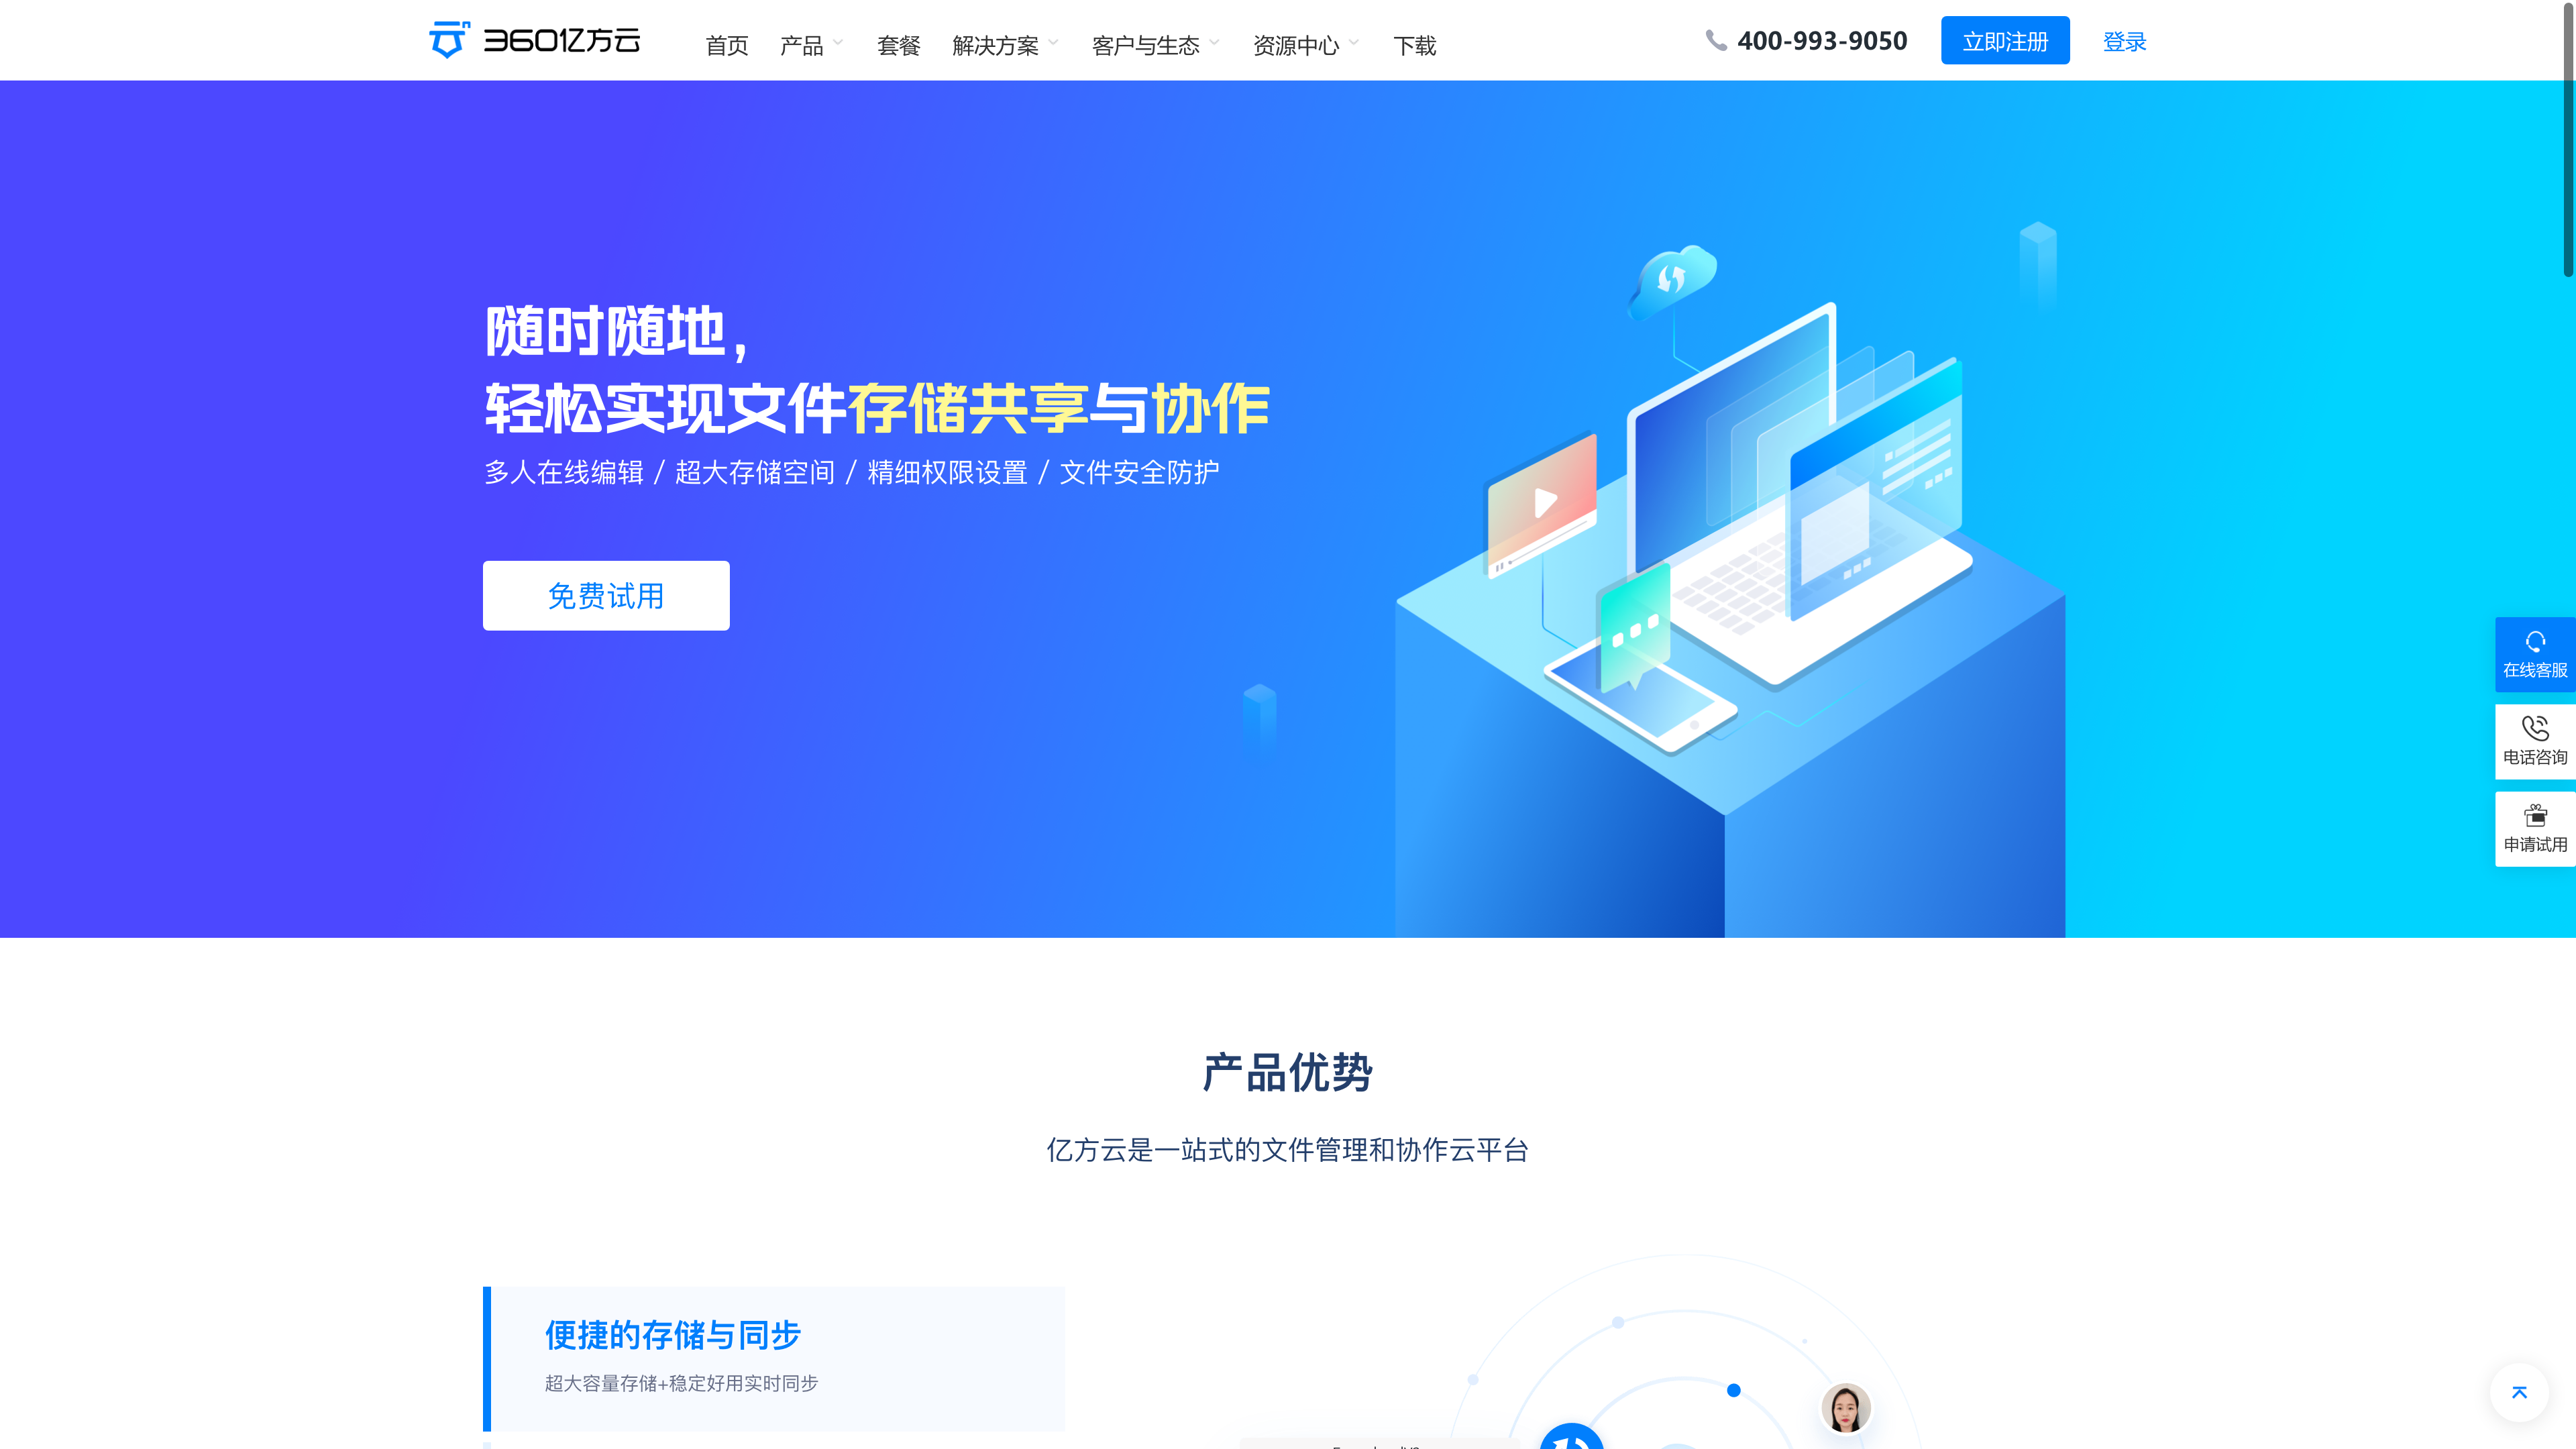 360亿方云
首页 产品 套餐 解决方案 客户与生态 资源中心 下载
400-993-9050
立即注册
登录
随时随地，
轻松实现文件存储共享与协作
多人在线编辑 / 超大存储空间 / 精细权限设置 / 文件安全防护
免费试用
在线客服
电话咨询
申请试用
产品优势
亿方云是一站式的文件管理和协作云平台
便捷的存储与同步
超大容量存储+稳定好用实时同步